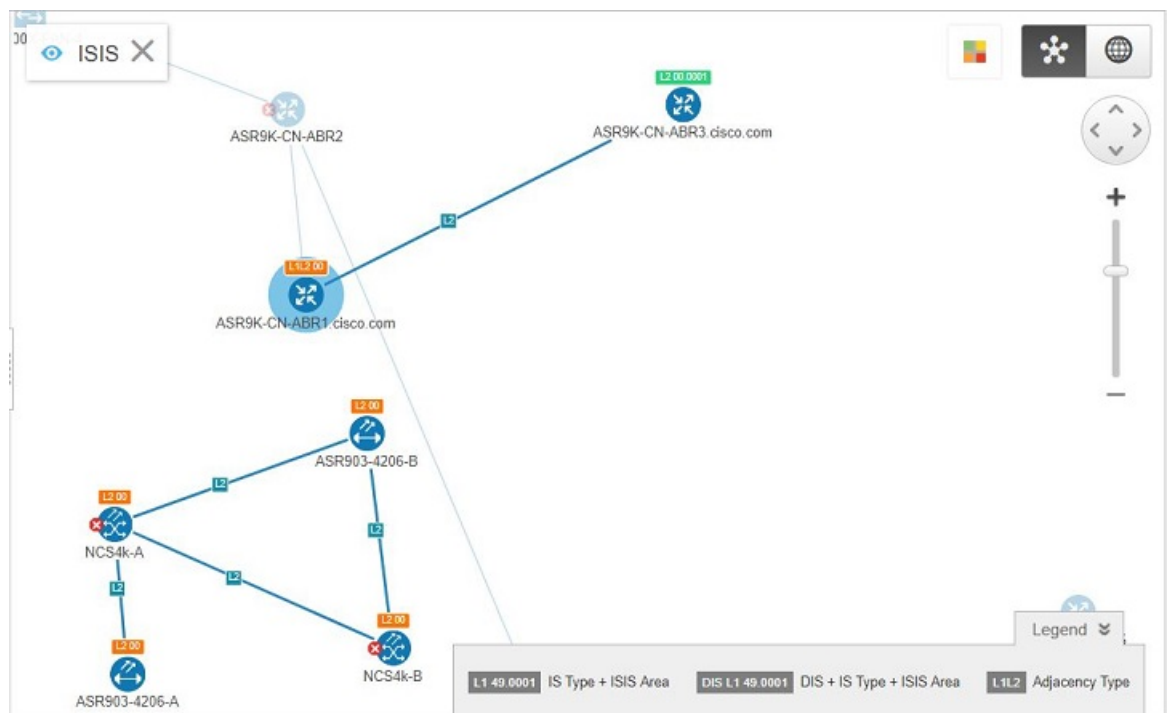 00
ISIS
L2 00.0001
ASR9K-CN-ABR2
ASR9K-CN-ABR3.cisco.com
L2
L1L2 00
ASR9K-CN-ABR1.cisco.com
L2 00
ASR903-4206-B
L2
L2 00
L2
NCS4k-A
L2
L2
L2 00
L2 00
NCS4k-B
ASR903-4206-A
Legend
L1 49.0001 IS Type + ISIS Area
DIS L1 49.0001 DIS + IS Type + ISIS Area
L1L2 Adjacency Type